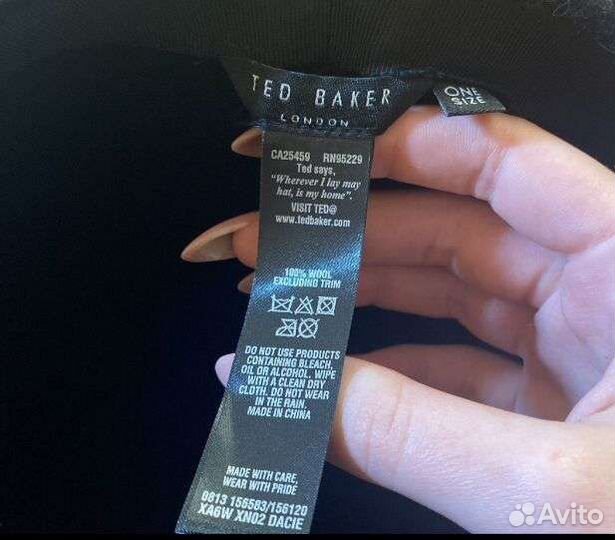 TED BAKER
LONDON
ONE
SIZE
CA25459 RN95229
Ted says,
"Wherever I lay may
hat, is my home".
VISIT TED@
www.tedbaker.com
100% WOOL
EXCLUDING TRIM
DO NOT USE PRODUCTS
CONTAINING BLEACH,
OIL OR ALCOHOL. WIPE
WITH A CLEAN DRY
CLOTH. DO NOT WEAR
IN THE RAIN.
MADE IN CHINA
MADE WITH CARE,
WEAR WITH PRIDE
0813 156583/156120
XA6W XN02 DACIE
Avito